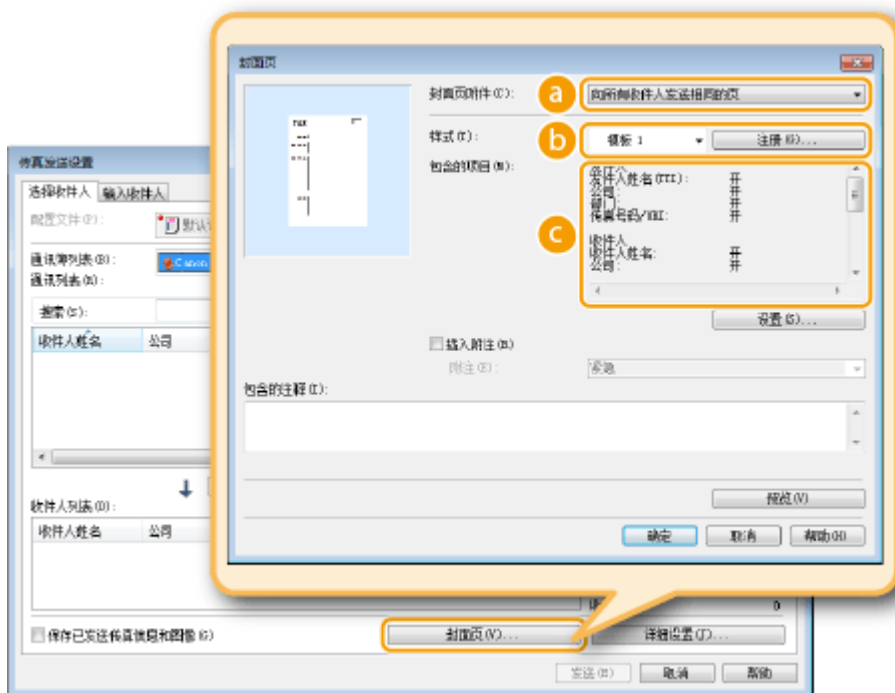 封面页
封面页附件(C):
a
向所有收件人发送相同的页
样式(T):
b
模板 1
注册(G)...
包含的项目(N):
c
发件人姓名(TTI): 开
公司: 开
部门: 开
传真号码/URI: 开
收件人
收件人姓名: 开
公司: 开
设置(S)...
插入附注(R)
附注(E):
紧急
包含的注释(I):
预览(V)
确定
取消
帮助(H)
传真发送设置
选择收件人
输入收件人
配置文件(P):
通讯簿列表(B):
Canon
通讯列表(A):
搜索(S):
收件人姓名
公司
收件人列表(D):
收件人姓名
公司
0
保存已发送传真信息和图像(G)
封面页(V)...
详细设置(J)...
发送(N)
取消
帮助